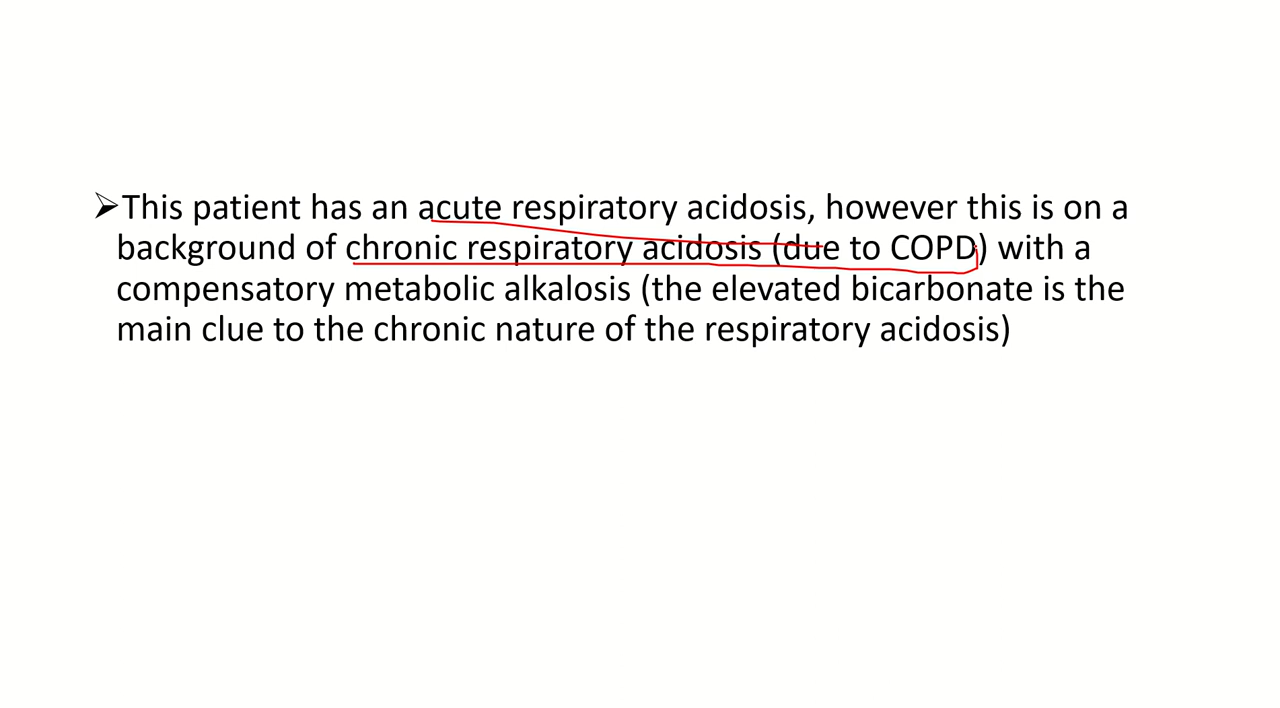 ➢This patient has an acute respiratory acidosis, however this is on a
background of chronic respiratory acidosis (due to COPD) with a
compensatory metabolic alkalosis (the elevated bicarbonate is the
main clue to the chronic nature of the respiratory acidosis)